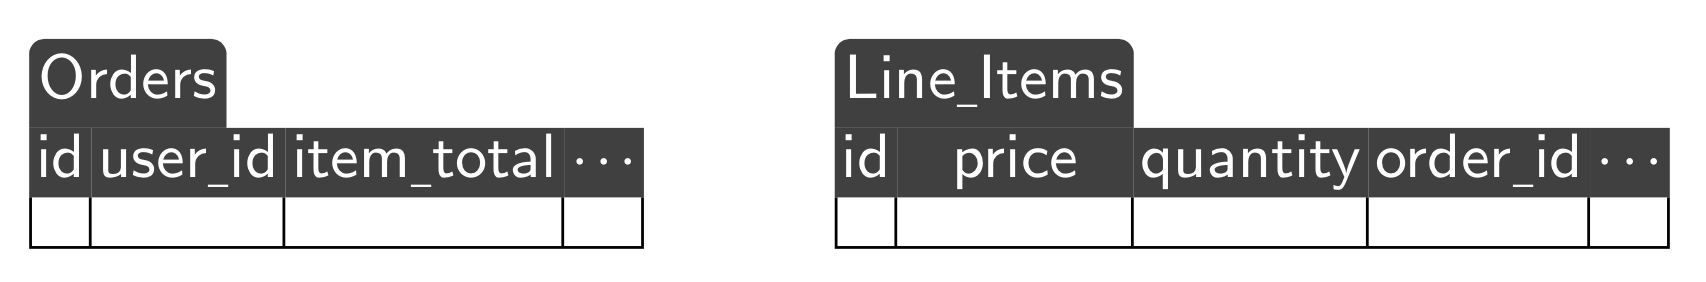 Orders
id user_id item_total ···
Line_Items
id price quantity order_id ···